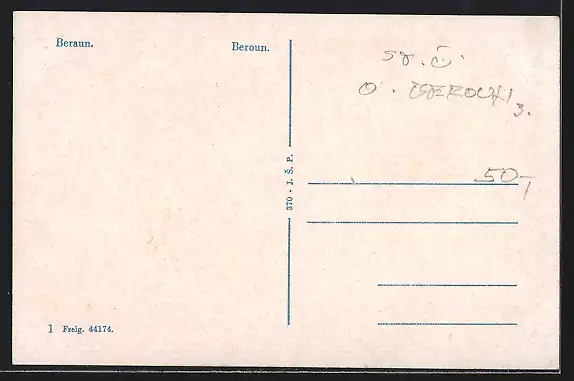 Beraun. Beroun.
370 - J. Š. P.
50,-
1 Freig. 44174.